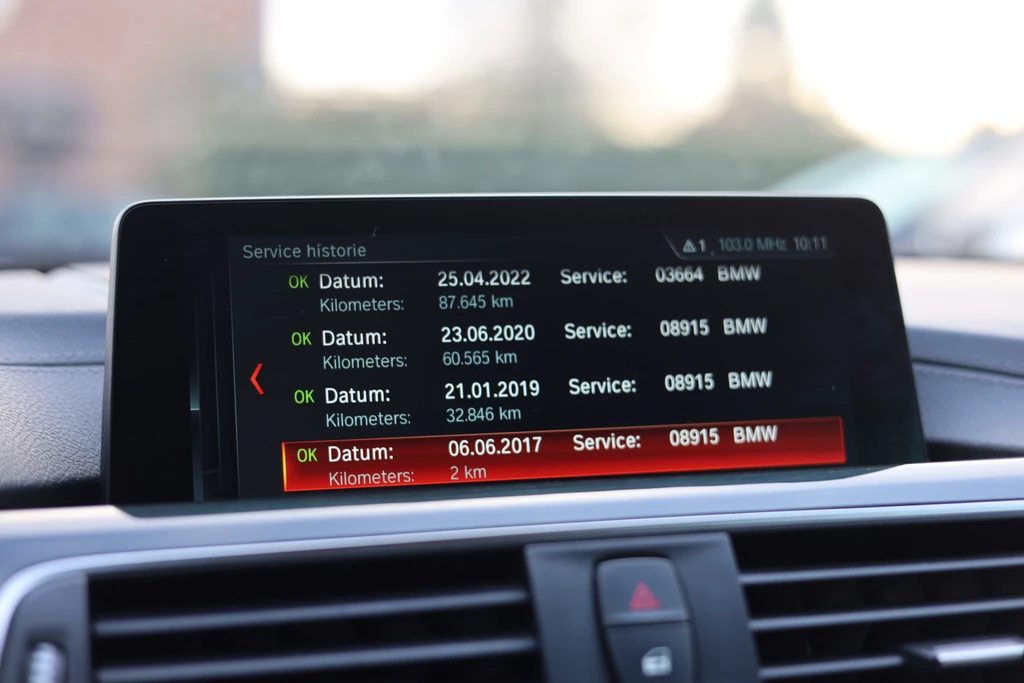 Service historie 1 103.0 MHz 10:11
OK Datum: 25.04.2022 Service: 03664 BMW
Kilometers: 87.645 km
OK Datum: 23.06.2020 Service: 08915 BMW
Kilometers: 60.565 km
OK Datum: 21.01.2019 Service: 08915 BMW
Kilometers: 32.846 km
OK Datum: 06.06.2017 Service: 08915 BMW
Kilometers: 2 km